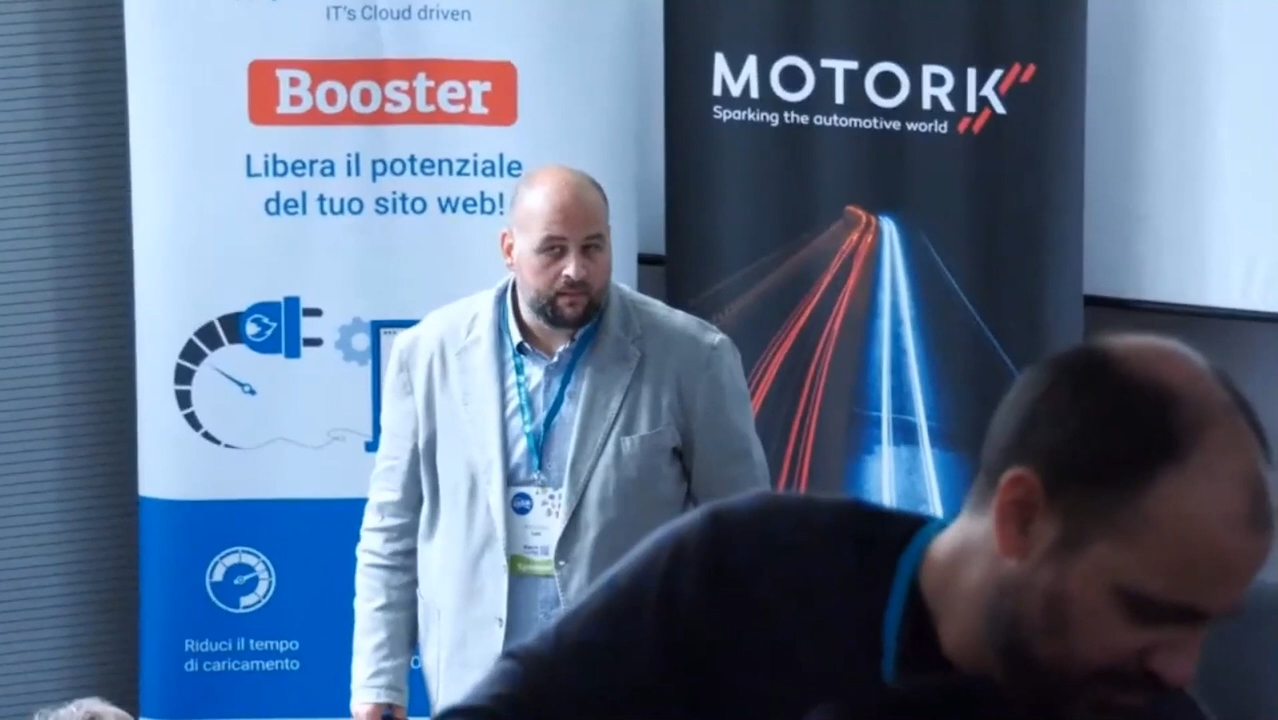 IT's Cloud driven
Booster
Libera il potenziale
del tuo sito web!
MOTORK
Sparking the automotive world
Riduci il tempo
di caricamento